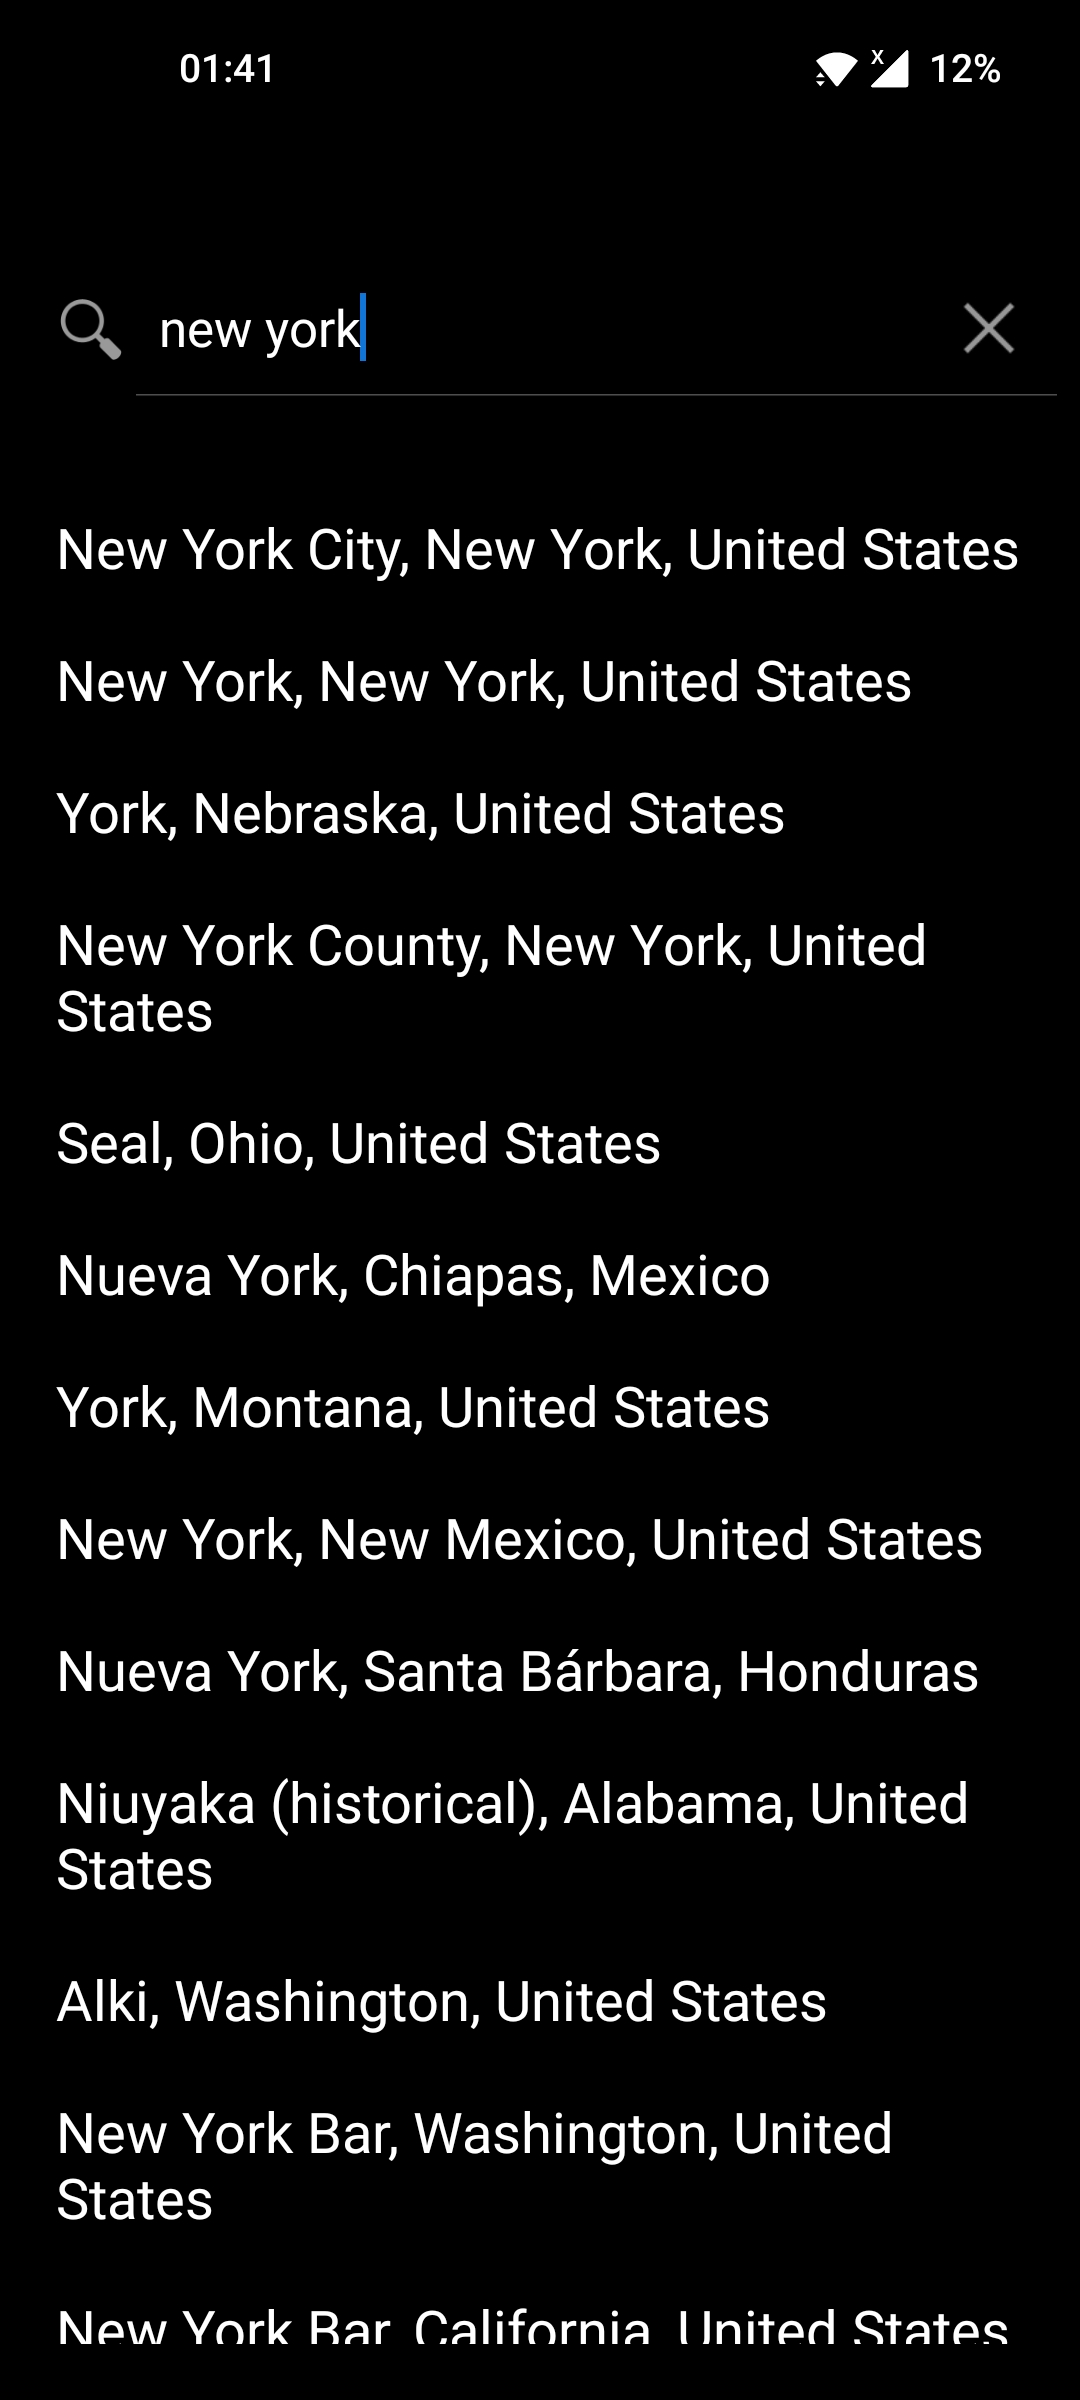 01:41
x
12%
new york
New York City, New York, United States
New York, New York, United States
York, Nebraska, United States
New York County, New York, United
States
Seal, Ohio, United States
Nueva York, Chiapas, Mexico
York, Montana, United States
New York, New Mexico, United States
Nueva York, Santa Bárbara, Honduras
Niuyaka (historical), Alabama, United
States
Alki, Washington, United States
New York Bar, Washington, United
States
New York Bar, California, United States